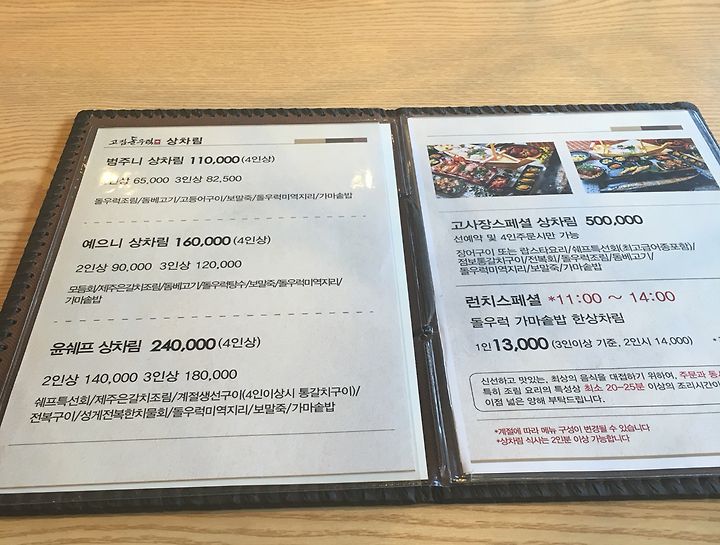 상차림
범주니 상차림 110,000(4인상)
인상 65,000 3인상 82,500
돌우럭조림/돔베고기/고등어구이/보말죽/돌우럭미역지리/가마솥밥
예으니 상차림 160,000(4인상)
2인상 90,000 3인상 120,000
모듬회/제주은갈치조림/돔베고기/돌우럭탕수/보말죽/돌우럭미역지리/
가마솥밥
윤쉐프 상차림 240,000(4인상)
2인상 140,000 3인상 180,000
쉐프특선회/제주은갈치조림/계절생선구이(4인이상시 통갈치구이)/
전복구이/성게전복한치물회/돌우럭미역지리/보말죽/가마솥밥
고사장스페셜 상차림 500,000
선예약 및 4인주문시만 가능
장어구이 또는 랍스타요리/쉐프특선회(최고급어종포함)/
점보통갈치구이/전복회/돌우럭조림/돔베고기/
돌우럭미역지리/보말죽/가마솥밥
런치스페셜 *11:00 ~ 14:00
돌우럭 가마솥밥 한상차림
1인 13,000 (3인이상 기준, 2인시 14,000)
신선하고 맛있는, 최상의 음식을 대접하기 위하여, 주문과 동
특히 조림 요리의 특성상 최소 20~25분 이상의 조리시간이
이점 넓은 양해 부탁드립니다.
*계절에 따라 메뉴 구성이 변경될 수 있습니다
*상차림 식사는 2인분 이상 가능합니다